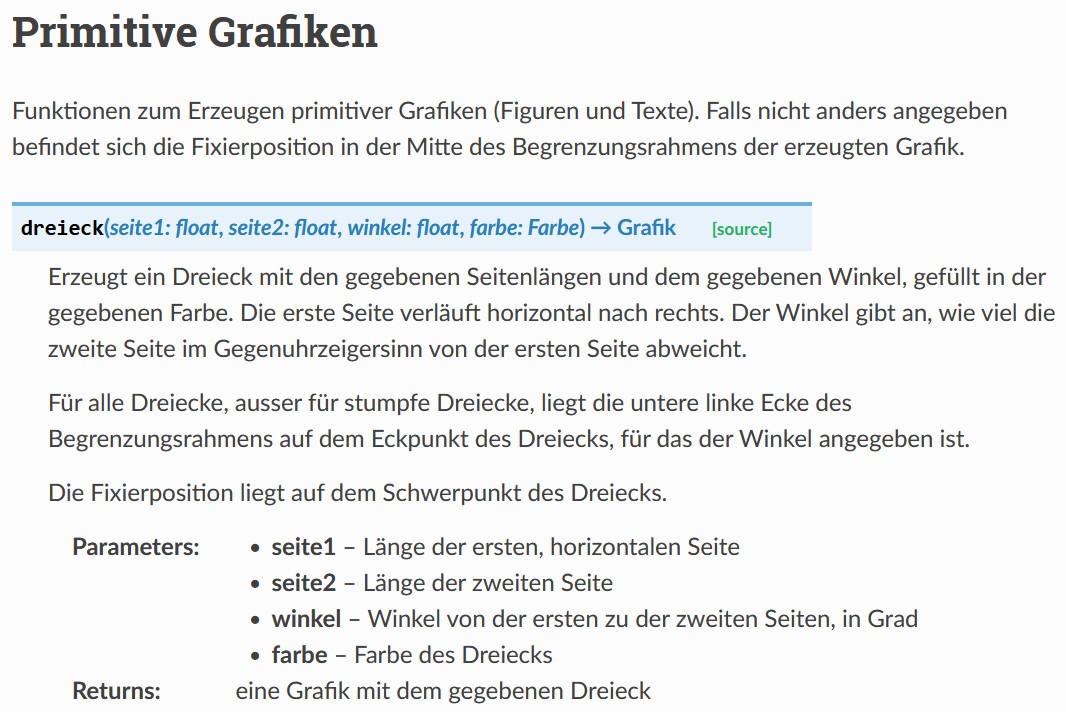 Primitive Grafiken
Funktionen zum Erzeugen primitiver Grafiken (Figuren und Texte). Falls nicht anders angegeben
befindet sich die Fixierposition in der Mitte des Begrenzungsrahmens der erzeugten Grafik.
dreieck(seite1: float, seite2: float, winkel: float, farbe: Farbe) → Grafik [source]
Erzeugt ein Dreieck mit den gegebenen Seitenlängen und dem gegebenen Winkel, gefüllt in der
gegebenen Farbe. Die erste Seite verläuft horizontal nach rechts. Der Winkel gibt an, wie viel die
zweite Seite im Gegenuhrzeigersinn von der ersten Seite abweicht.
Für alle Dreiecke, ausser für stumpfe Dreiecke, liegt die untere linke Ecke des
Begrenzungsrahmens auf dem Eckpunkt des Dreiecks, für das der Winkel angegeben ist.
Die Fixierposition liegt auf dem Schwerpunkt des Dreiecks.
Parameters: • seite1 – Länge der ersten, horizontalen Seite
• seite2 – Länge der zweiten Seite
• winkel – Winkel von der ersten zu der zweiten Seiten, in Grad
• farbe – Farbe des Dreiecks
Returns: eine Grafik mit dem gegebenen Dreieck